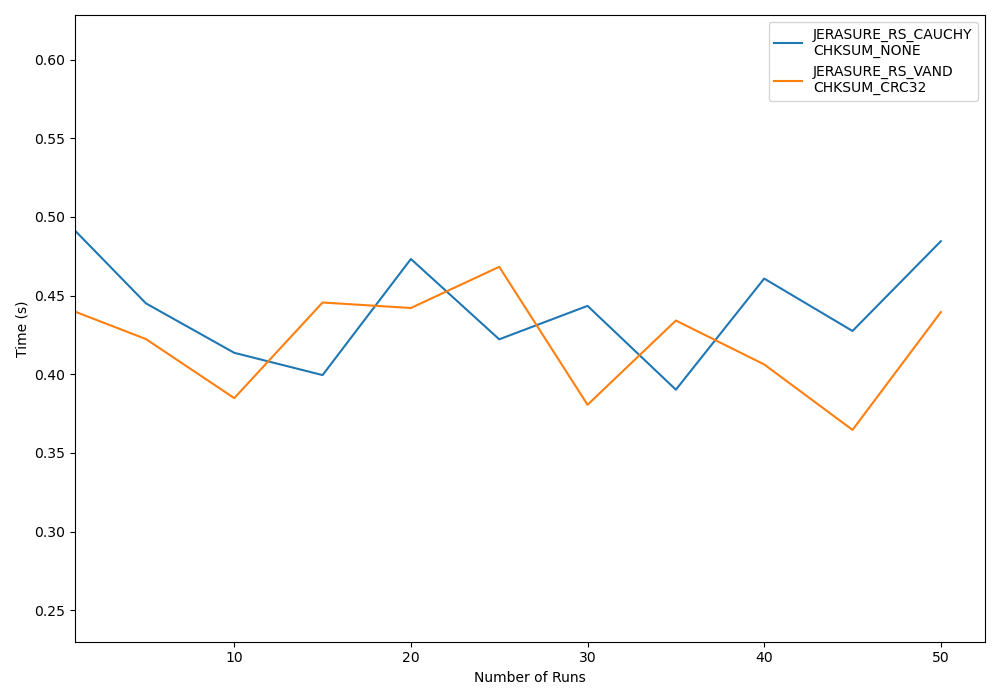 JERASURE_RS_CAUCHY
CHKSUM_NONE
JERASURE_RS_VAND
CHKSUM_CRC32
0.60
0.55
0.50
0.45
0.40
0.35
0.30
0.25
Time (s)
10 20 30 40 50
Number of Runs